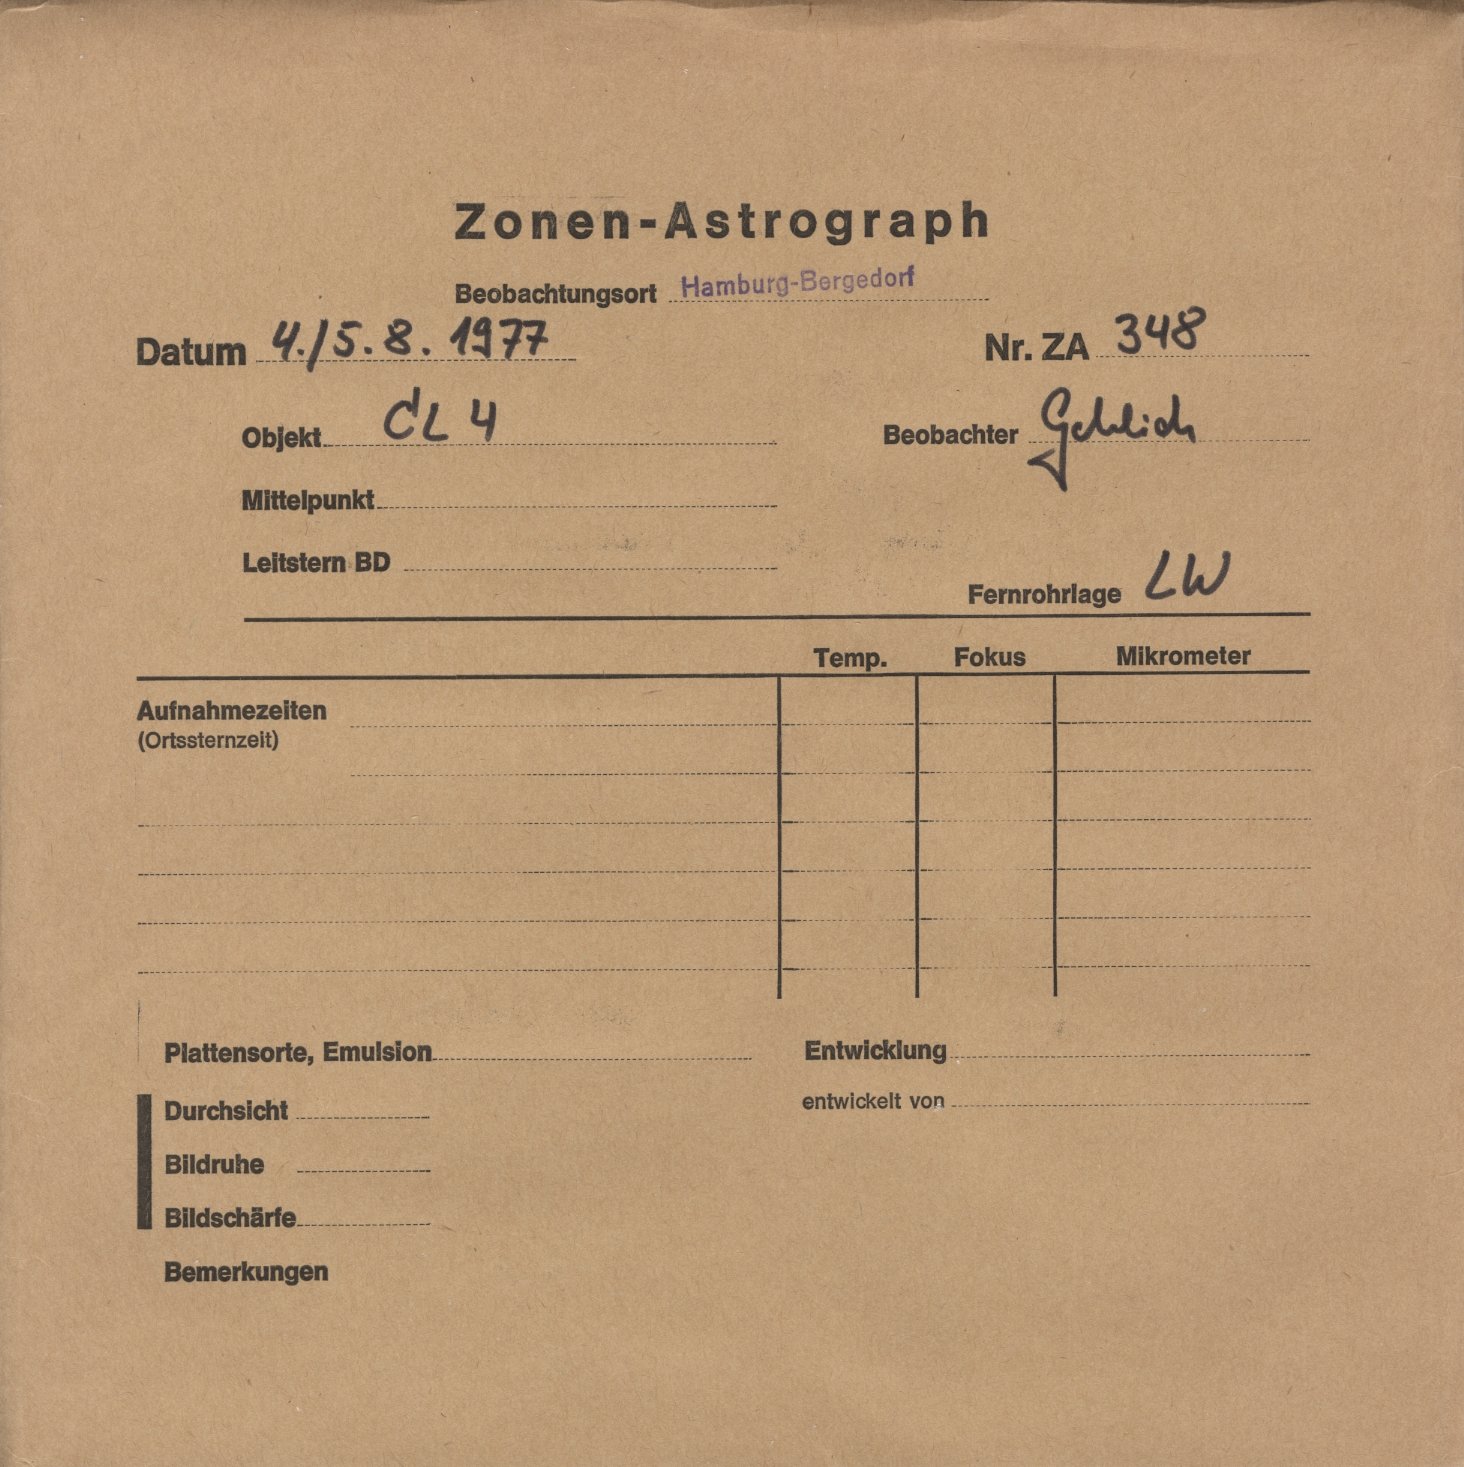 Zonen-Astrograph
Beobachtungsort Hamburg-Bergedorf
Datum 4./5.8.1977 Nr. ZA 348
Objekt CL 4 Beobachter
Mittelpunkt
Leitstern BD
Fernrohrlage LW
Temp. Fokus Mikrometer
Aufnahmezeiten
(Ortssternzeit)
Plattensorte, Emulsion Entwicklung
Durchsicht entwickelt von
Bildruhe
Bildschärfe
Bemerkungen